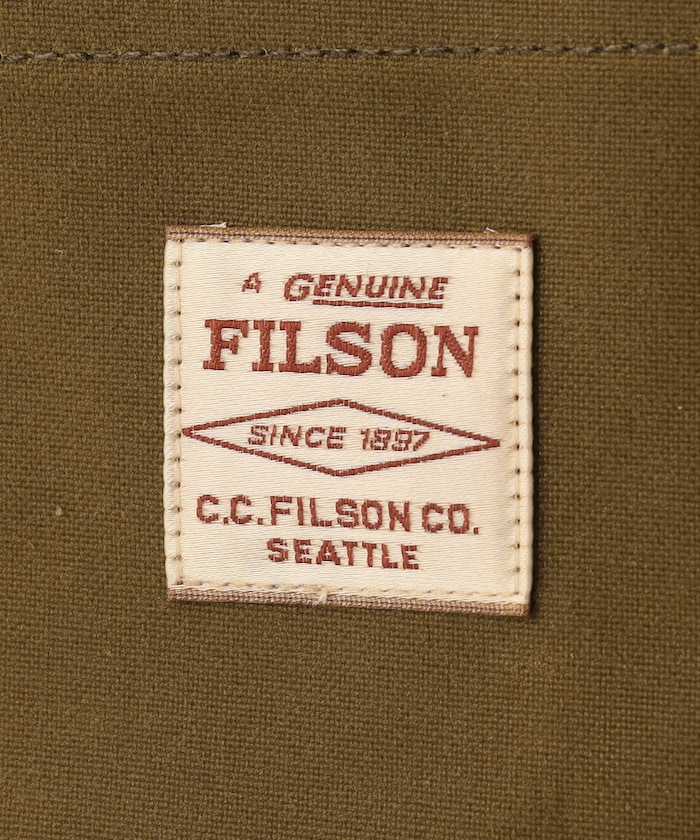 A GENUINE
FILSON
SINCE 1897
C.C. FILSON CO.
SEATTLE